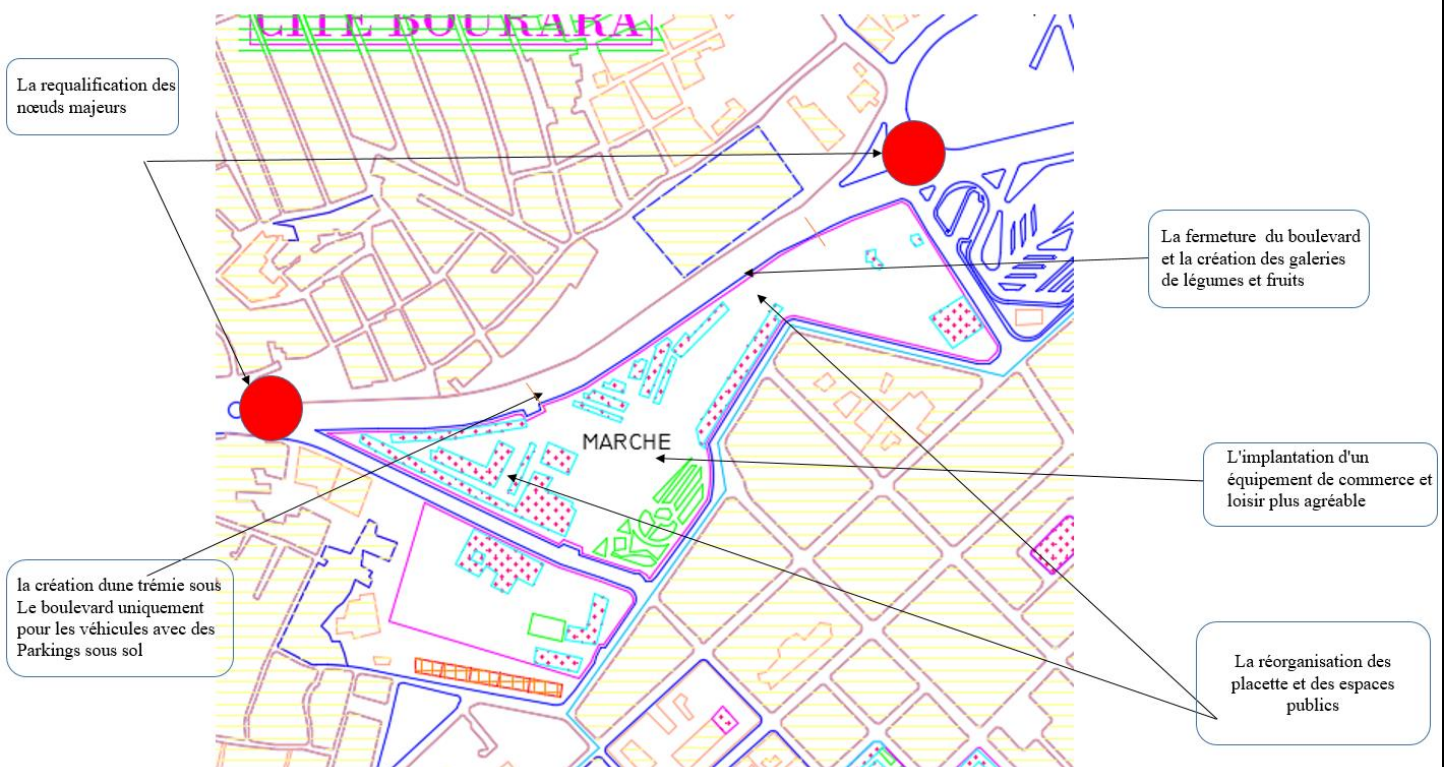 CITE BOURARA
La requalification des
nœuds majeurs
La fermeture du boulevard
et la création des galeries
de légumes et fruits
MARCHE
L'implantation d'un
équipement de commerce et
loisir plus agréable
la création dune trémie sous
Le boulevard uniquement
pour les véhicules avec des
Parkings sous sol
La réorganisation des
placette et des espaces
publics